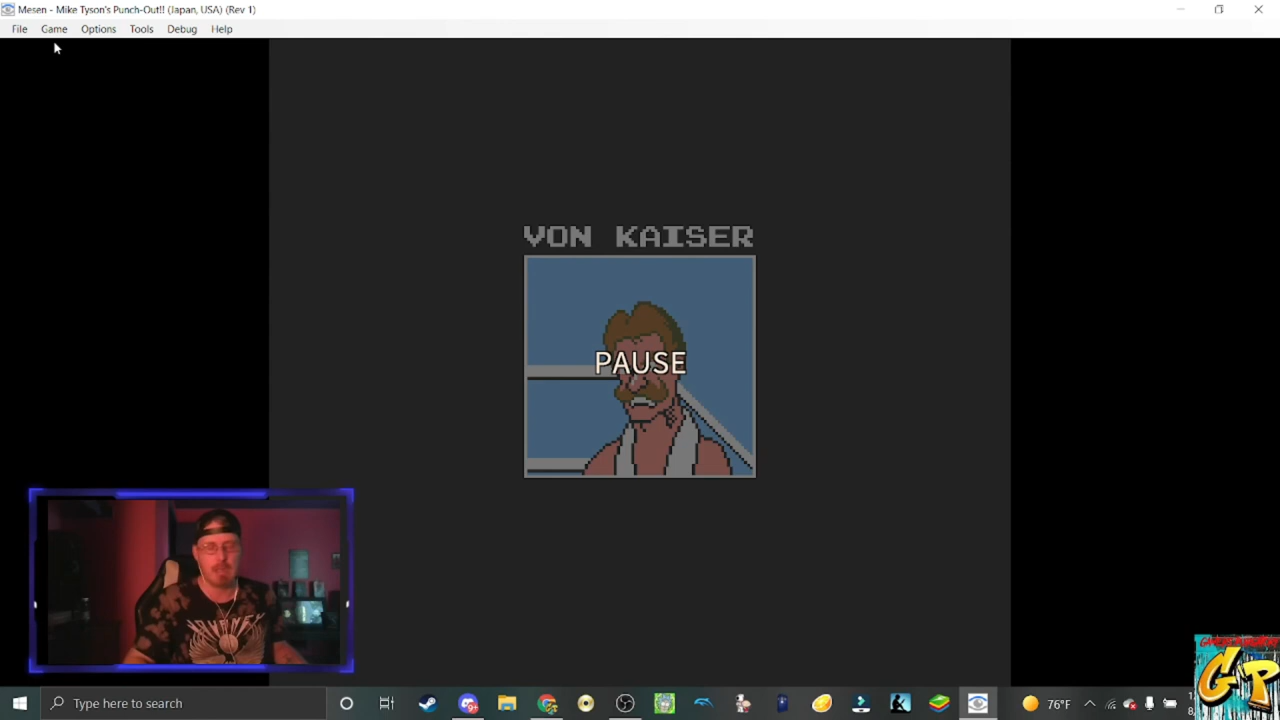 Mesen - Mike Tyson's Punch-Out!! (Japan, USA) (Rev 1)
File Game Options Tools Debug Help
VON KAISER
PAUSE
Type here to search
76°F
GP